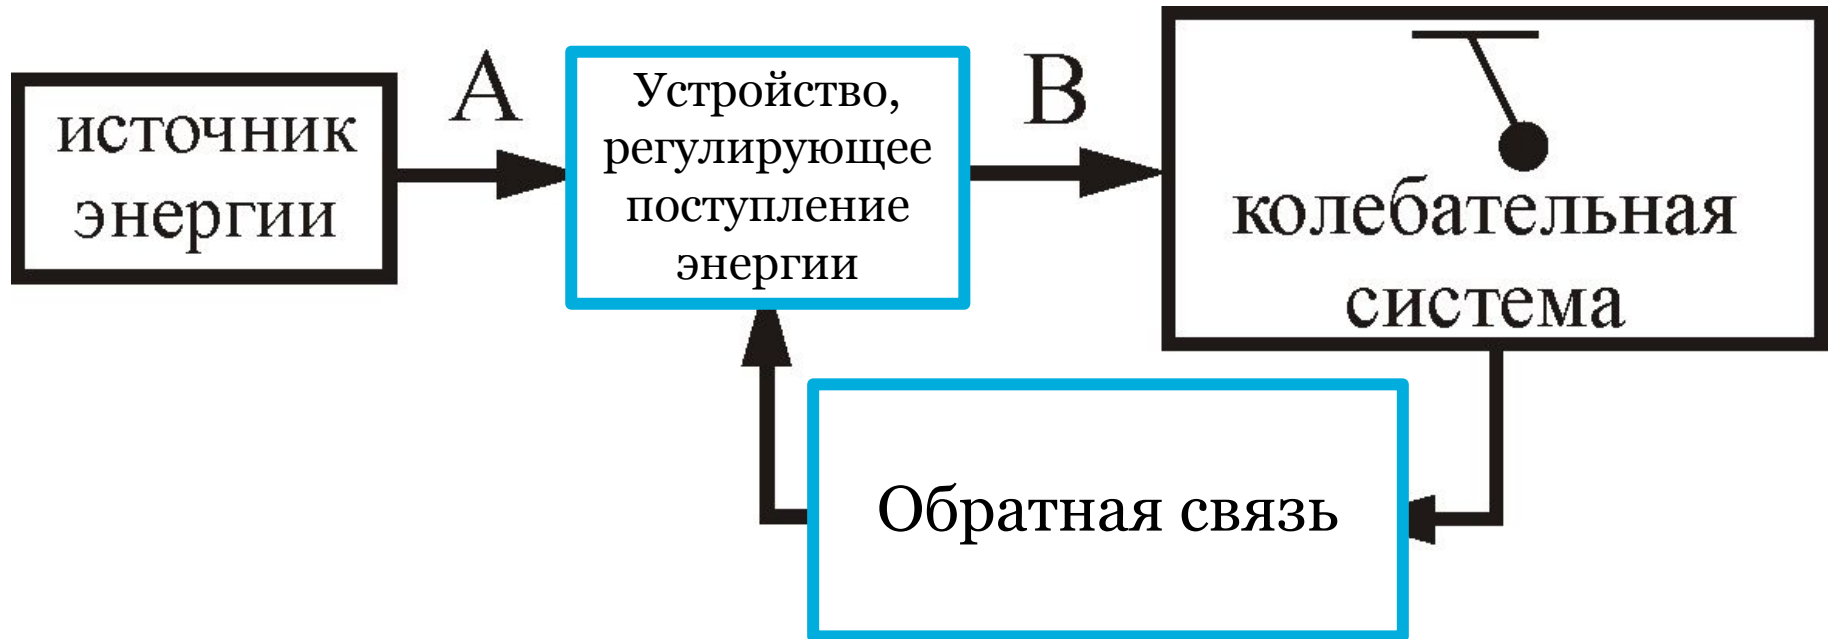 источник
энергии
А
Устройство,
регулирующее
поступление
энергии
В
колебательная
система
Обратная связь